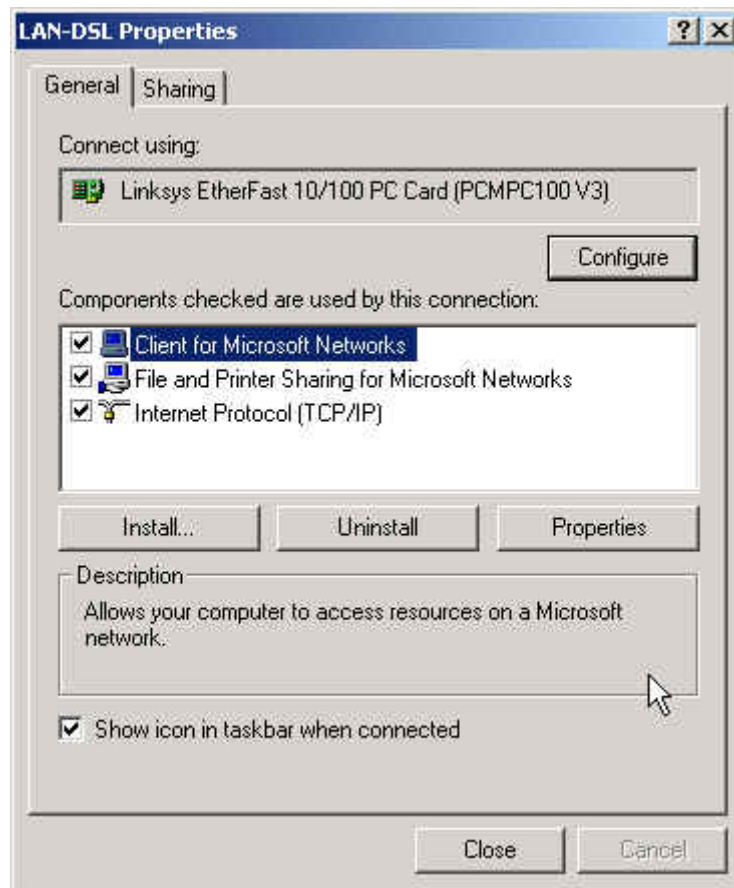 LAN-DSL Properties
General
Sharing
Connect using:
Linksys EtherFast 10/100 PC Card (PCMPC100 V3)
Configure
Components checked are used by this connection:
Client for Microsoft Networks
File and Printer Sharing for Microsoft Networks
Internet Protocol (TCP/IP)
Install...
Uninstall
Properties
Description
Allows your computer to access resources on a Microsoft
network.
Show icon in taskbar when connected
Close
Cancel